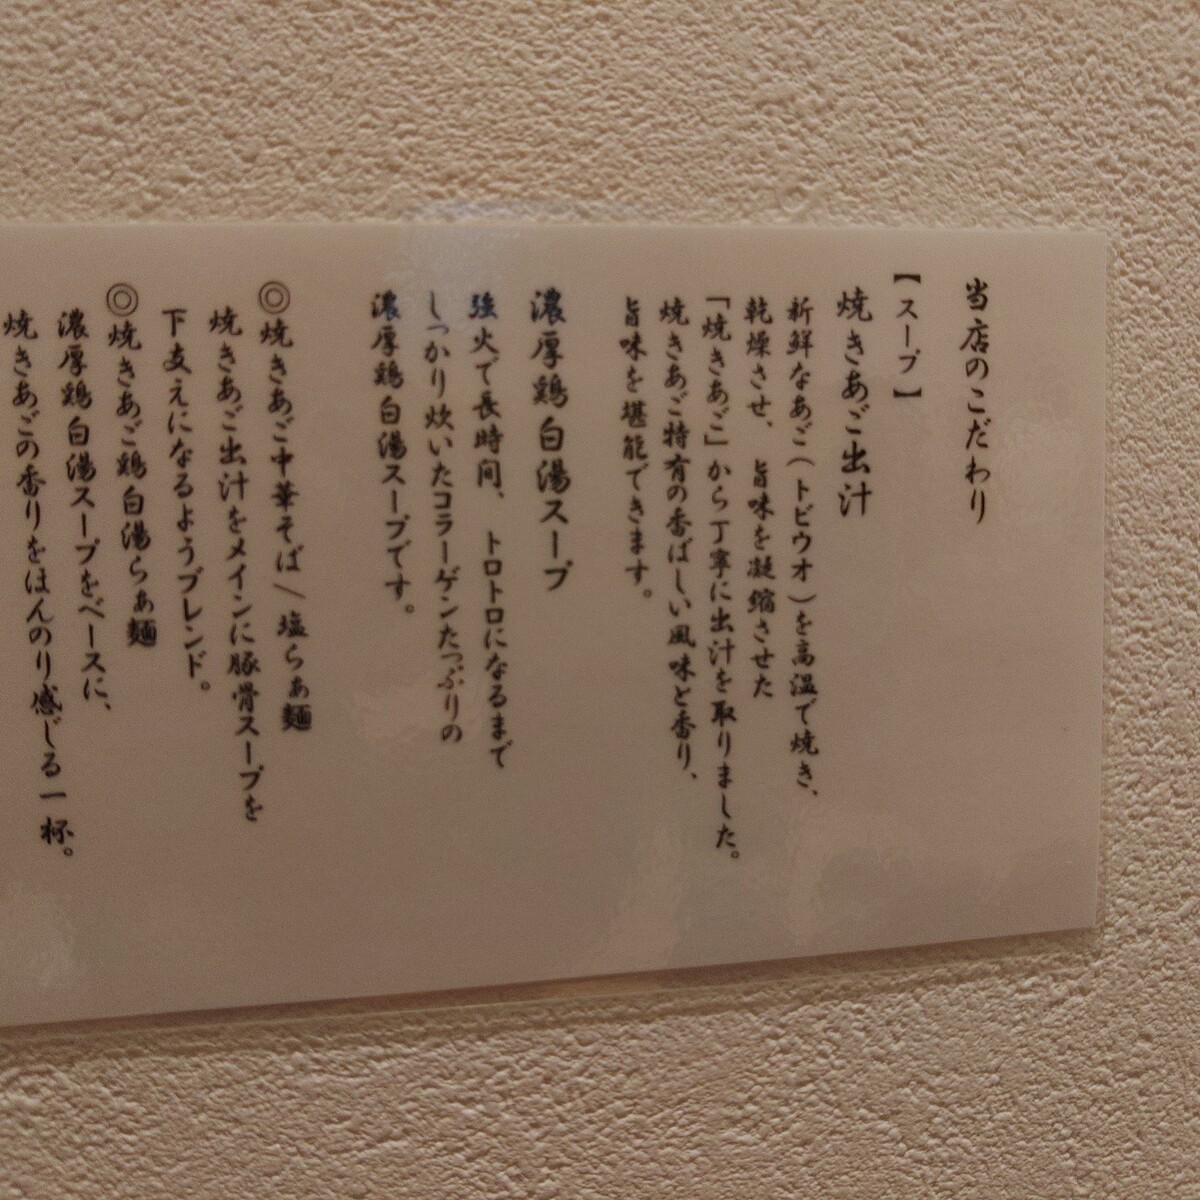 当店のこだわり
【スープ】
焼きあご出汁
新鮮なあご(トビウオ)を高温で焼き、
乾燥させ、旨味を凝縮させた
「焼きあご」から丁寧に出汁を取りました。
焼きあご特有の香ばしい風味と香り、
旨味を堪能できます。
濃厚鶏白湯スープ
強火で長時間、トロトロになるまで
しっかり炊いたコラーゲンたっぷりの
濃厚鶏白湯スープです。
◎焼きあご中華そば/塩らぁ麺
焼きあご出汁をメインに豚骨スープを
下支えになるようブレンド。
◎焼きあご鶏白湯らぁ麺
濃厚鶏白湯スープをベースに、
焼きあごの香りをほんのり感じる一杯。